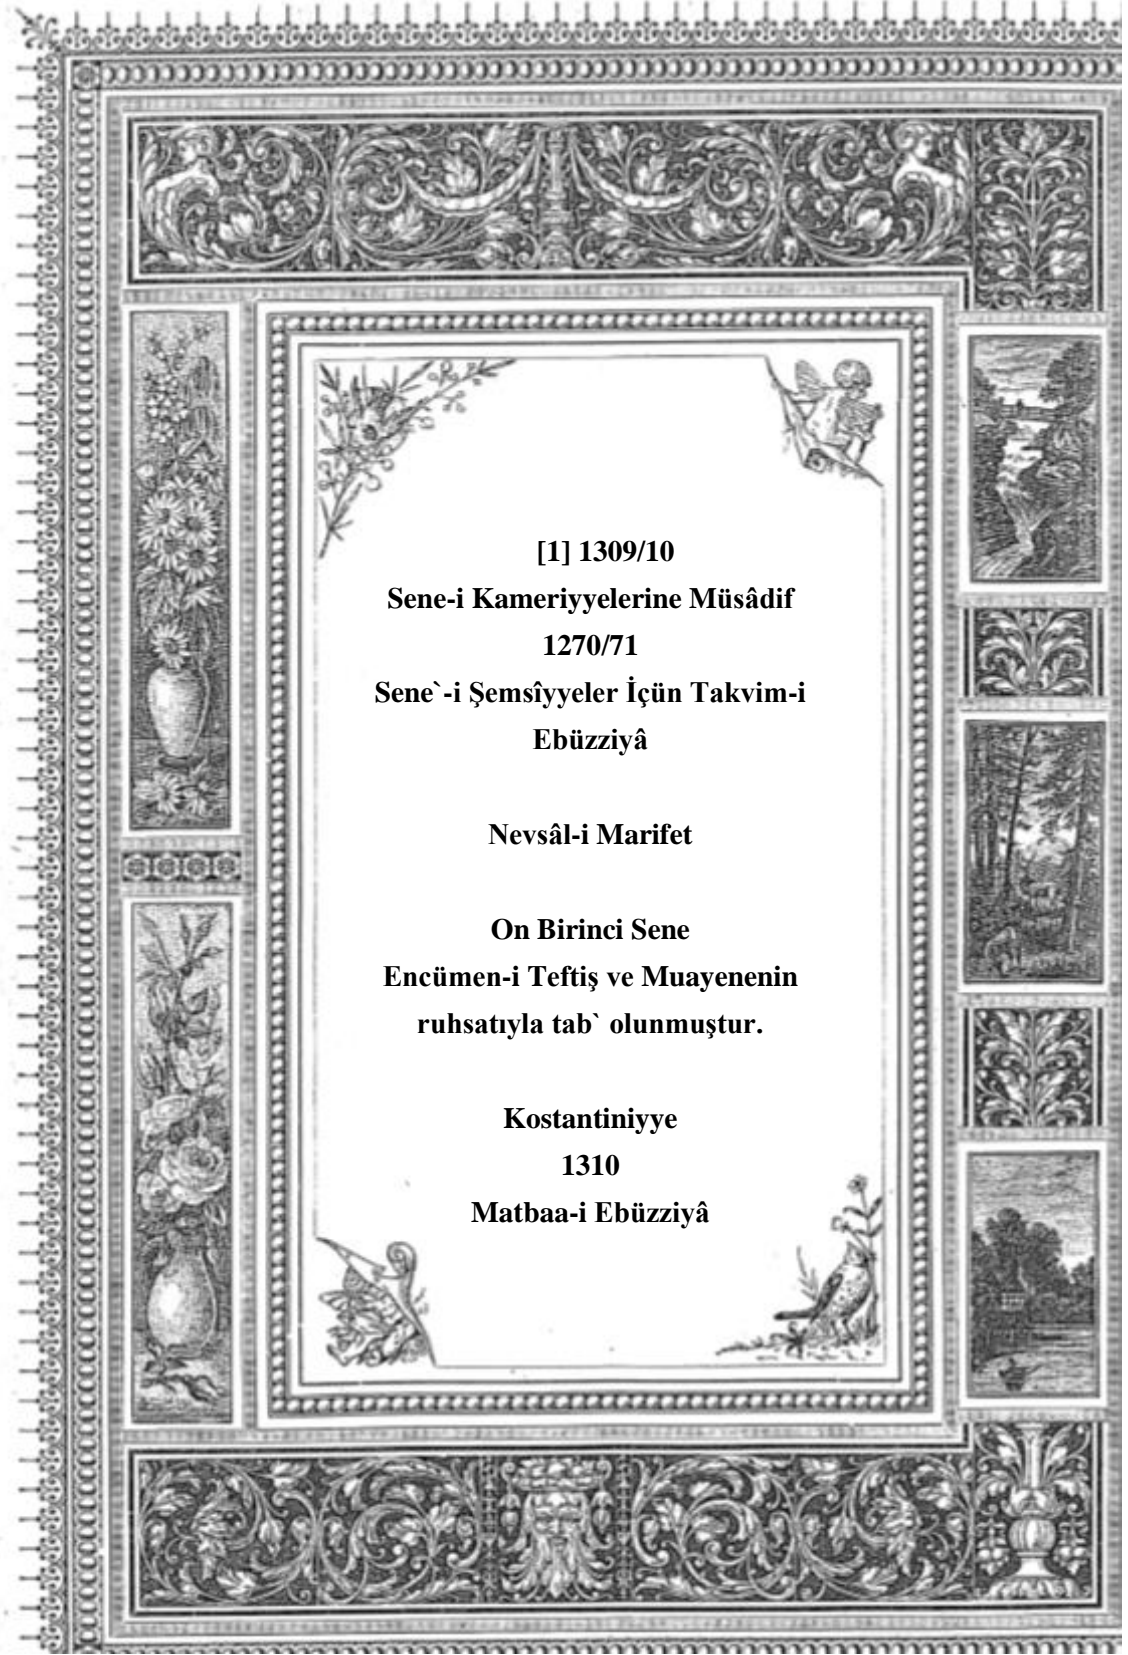 [1] 1309/10
Sene-i Kameriyyelerine Müsâdif
1270/71
Sene`-i Şemsîyyeler İçün Takvim-i
Ebüzziyâ
Nevsâl-i Marifet
On Birinci Sene
Encümen-i Teftiş ve Muayenenin
ruhsatıyla tab` olunmuştur.
Kostantiniyye
1310
Matbaa-i Ebüzziyâ